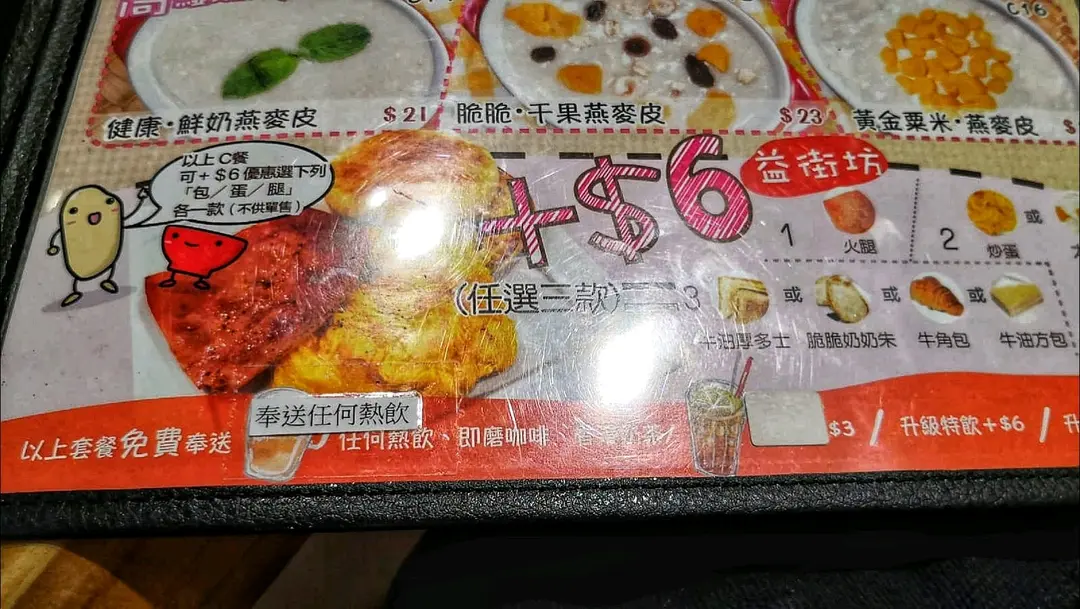 C16
健康·鮮奶燕麥皮 $21
脆脆·干果燕麥皮 $23
黃金粟米·燕麥皮 $
以上C餐
可+$6優惠選下列
「包／蛋／腿」
各一款（不供單售）
+$6
益街坊
(任選三款)
1 火腿
2 炒蛋 或
3 或 或 或
牛油厚多士 脆脆奶奶朱 牛角包 牛油方包
以上套餐免費奉送
奉送任何熱飲
任何熱飲、即磨咖啡
$3 / 升級特飲+$6 / 升